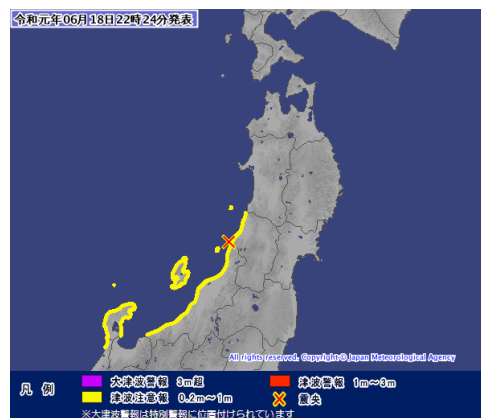 令和元年06月18日22時24分発表
All rights reserved. Copyright © Japan Meteorological Agency
凡 例
大津波警報 3m超
津波警報 1m～3m
津波注意報 0.2m～1m
震央
※大津波警報は特別警報に位置付けられています